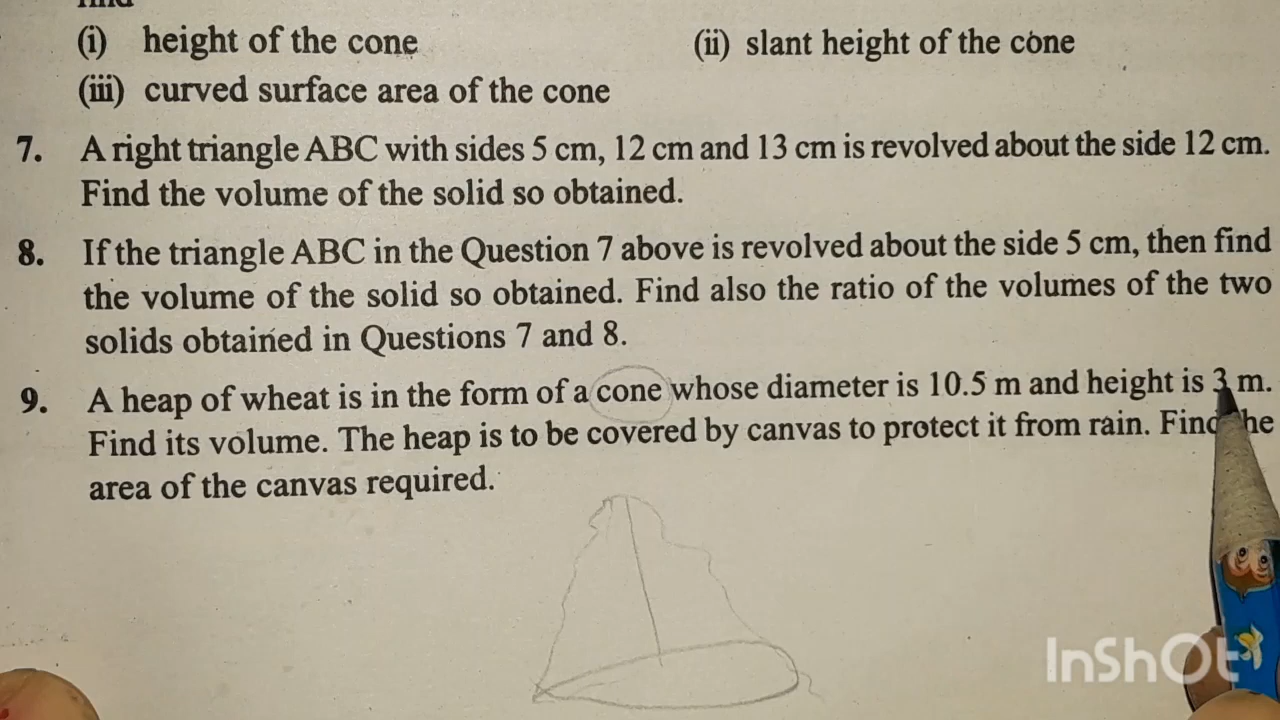 find
(i) height of the cone (ii) slant height of the cone
(iii) curved surface area of the cone
7. A right triangle ABC with sides 5 cm, 12 cm and 13 cm is revolved about the side 12 cm.
Find the volume of the solid so obtained.
8. If the triangle ABC in the Question 7 above is revolved about the side 5 cm, then find
the volume of the solid so obtained. Find also the ratio of the volumes of the two
solids obtained in Questions 7 and 8.
9. A heap of wheat is in the form of a cone whose diameter is 10.5 m and height is 3 m.
Find its volume. The heap is to be covered by canvas to protect it from rain. Find the
area of the canvas required.
InShOt